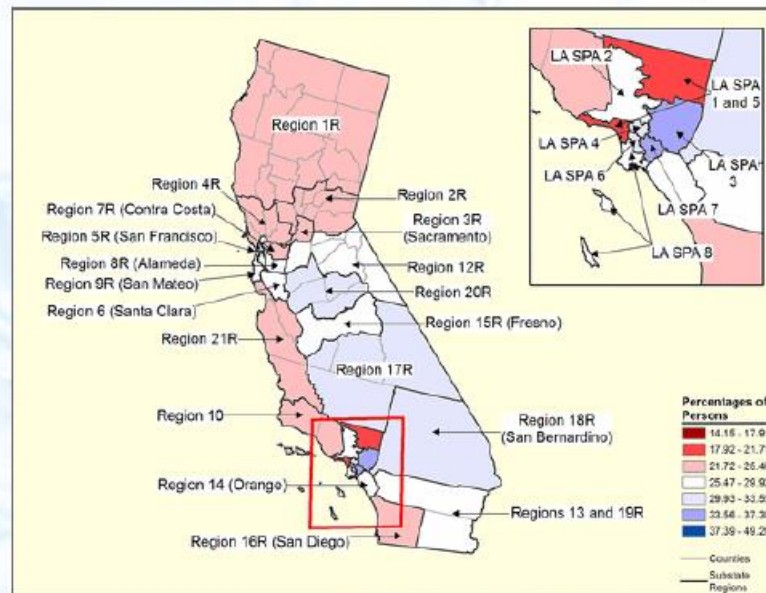 Region 1R
Region 4R
Region 7R (Contra Costa)
Region 5R (San Francisco)
Region 8R (Alameda)
Region 9R (San Mateo)
Region 6 (Santa Clara)
Region 21R
Region 10
Region 14 (Orange)
Region 16R (San Diego)
Region 2R
Region 3R
(Sacramento)
Region 12R
Region 20R
Region 15R (Fresno)
Region 17R
Region 18R
(San Bernardino)
Regions 13 and 19R
LA SPA 2
LA SPA
1 and 5
LA SPA 4
LA SPA 6
LA SPA
3
LA SPA 7
LA SPA 8
Percentages of
Persons
14.15 - 17.9
17.92 - 21.7
21.72 - 25.4
25.47 - 29.9
29.93 - 33.5
33.56 - 37.3
37.39 - 49.2
Counties
Substate
Regions